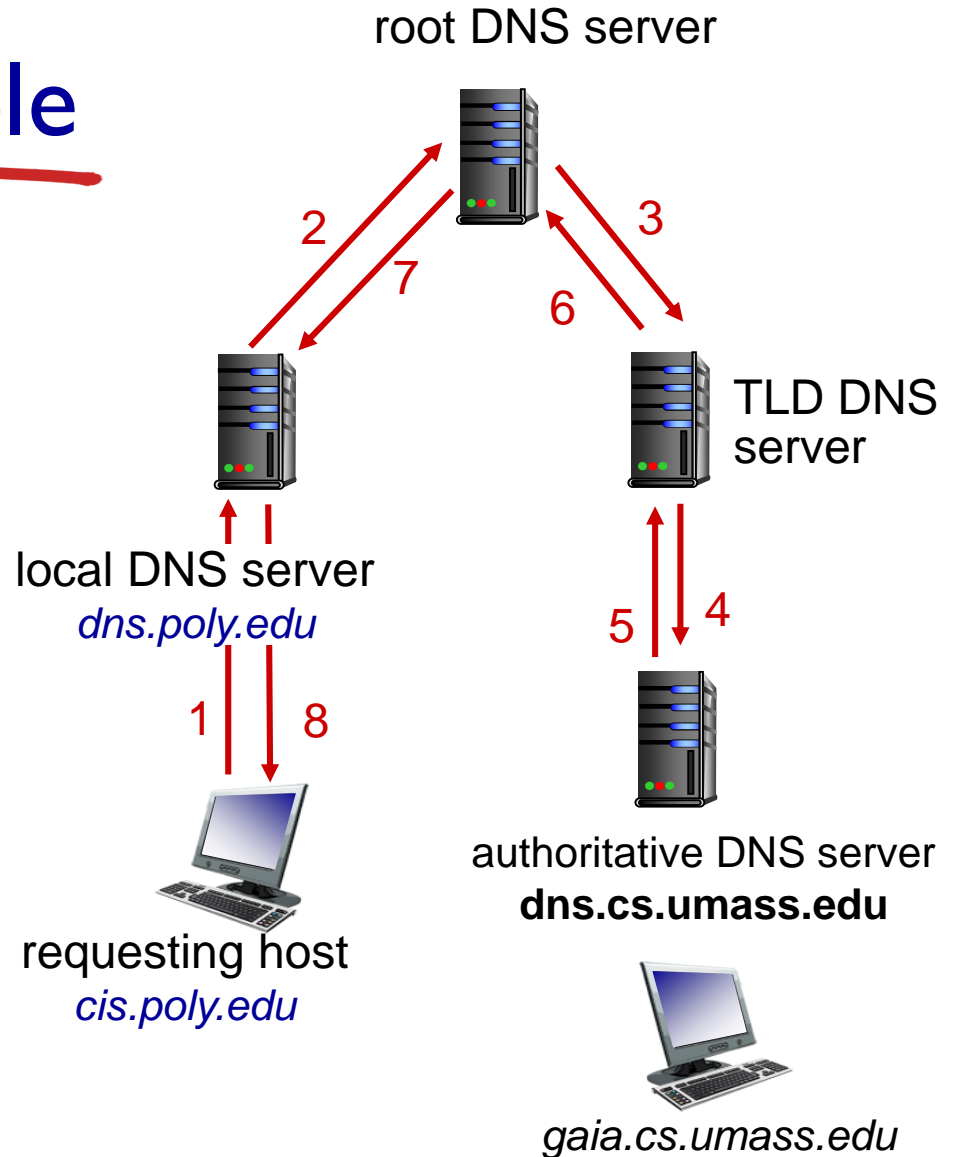 root DNS server
le
2
3
7
6
TLD DNS
server
local DNS server
dns.poly.edu
5
4
1
8
authoritative DNS server
dns.cs.umass.edu
requesting host
cis.poly.edu
gaia.cs.umass.edu